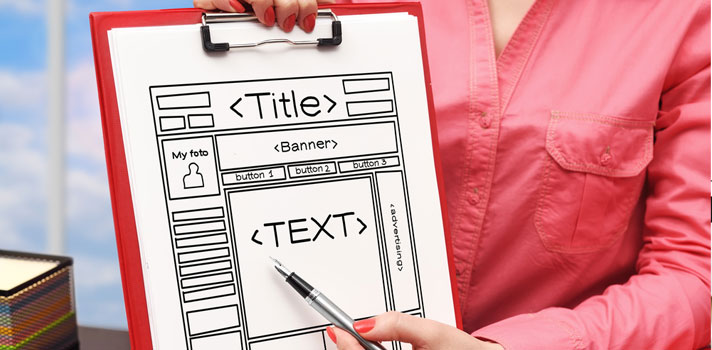 <Title>
<Banner>
My foto
button 1 button 2 button 3
<TEXT>
<advertising>